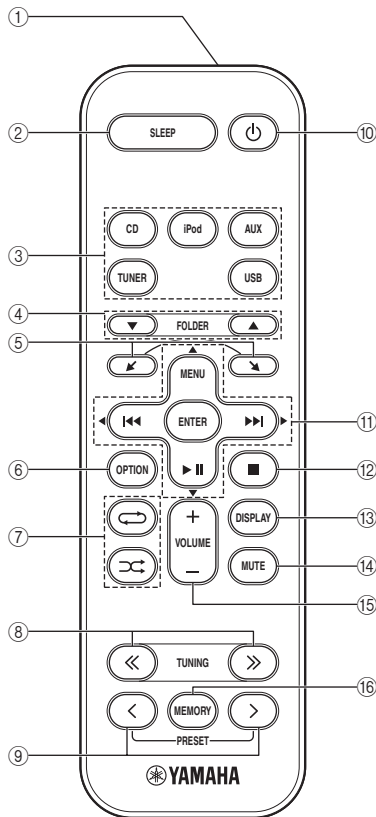 ①
② SLEEP ⑩
CD iPod AUX
③
TUNER USB
④ FOLDER
⑤
MENU
ENTER ⑪
⑥ OPTION ⑫
⑦ DISPLAY ⑬
+
VOLUME
–
MUTE ⑭
⑮
⑧ TUNING
⑯
MEMORY
⑨ PRESET
YAMAHA